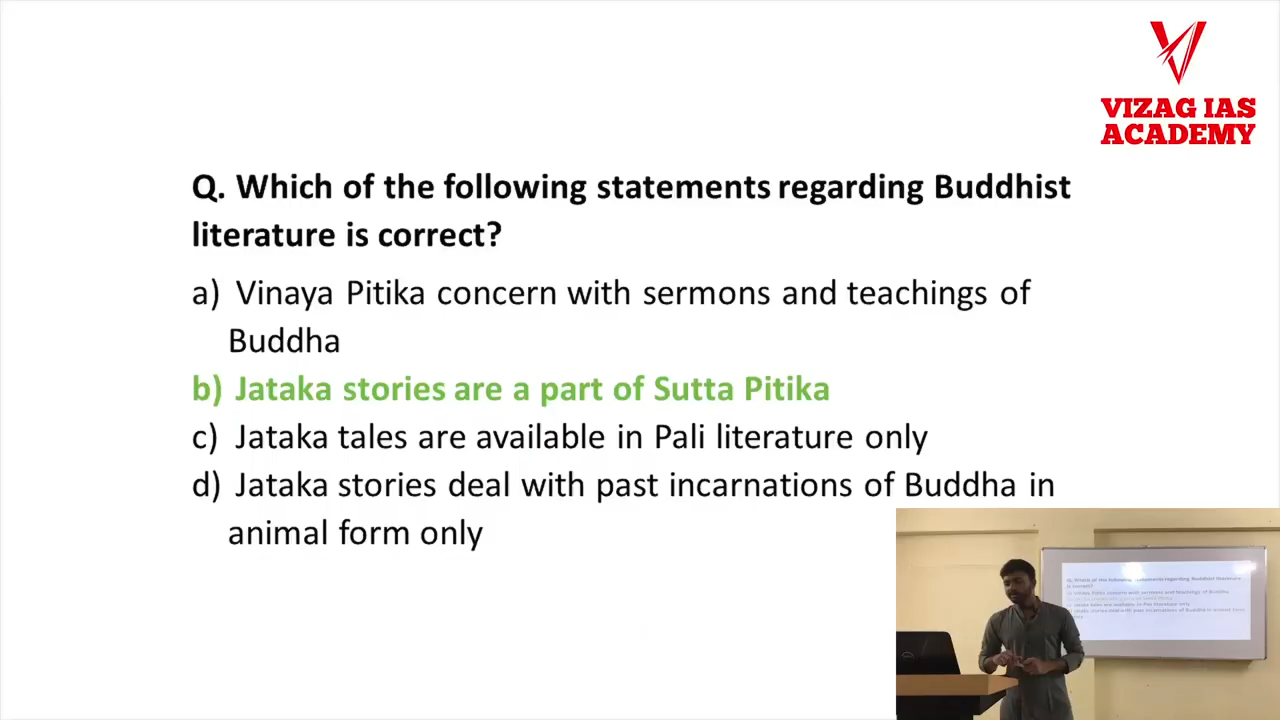 VIZAG IAS
ACADEMY
Q. Which of the following statements regarding Buddhist
literature is correct?
a) Vinaya Pitika concern with sermons and teachings of
Buddha
b) Jataka stories are a part of Sutta Pitika
c) Jataka tales are available in Pali literature only
d) Jataka stories deal with past incarnations of Buddha in
animal form only